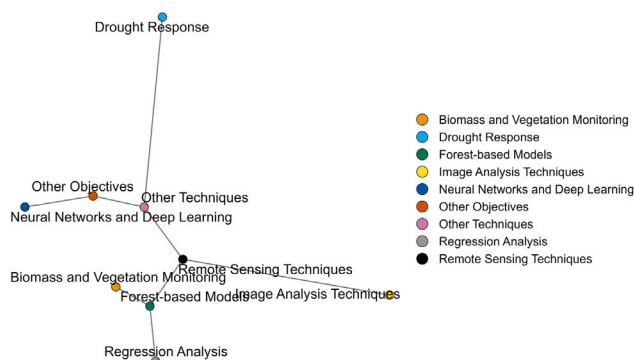 Drought Response
Other Objectives
Other Techniques
Neural Networks and Deep Learning
Remote Sensing Techniques
Biomass and Vegetation Monitoring
Forest-based Models
Image Analysis Techniques
Regression Analysis
Biomass and Vegetation Monitoring
Drought Response
Forest-based Models
Image Analysis Techniques
Neural Networks and Deep Learning
Other Objectives
Other Techniques
Regression Analysis
Remote Sensing Techniques